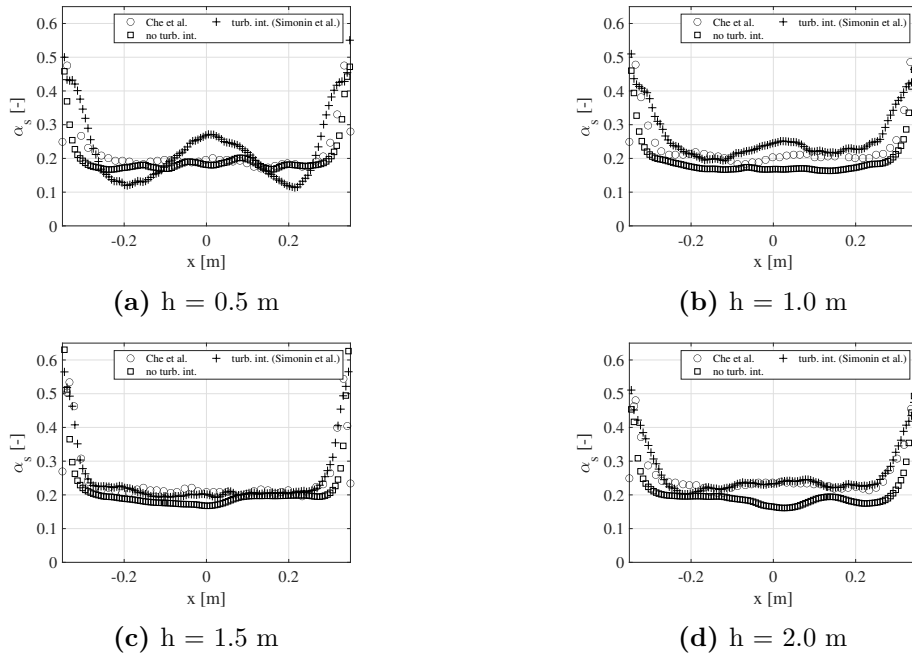 0.6
0.5
0.4
0.3
0.2
0.1
0
α_s [-]
Che et al.
no turb. int.
turb. int. (Simonin et al.)
-0.2
0
0.2
x [m]
(a) h = 0.5 m
0.6
0.5
0.4
0.3
0.2
0.1
0
α_s [-]
Che et al.
no turb. int.
turb. int. (Simonin et al.)
-0.2
0
0.2
x [m]
(b) h = 1.0 m
0.6
0.5
0.4
0.3
0.2
0.1
0
α_s [-]
Che et al.
no turb. int.
turb. int. (Simonin et al.)
-0.2
0
0.2
x [m]
(c) h = 1.5 m
0.6
0.5
0.4
0.3
0.2
0.1
0
α_s [-]
Che et al.
no turb. int.
turb. int. (Simonin et al.)
-0.2
0
0.2
x [m]
(d) h = 2.0 m